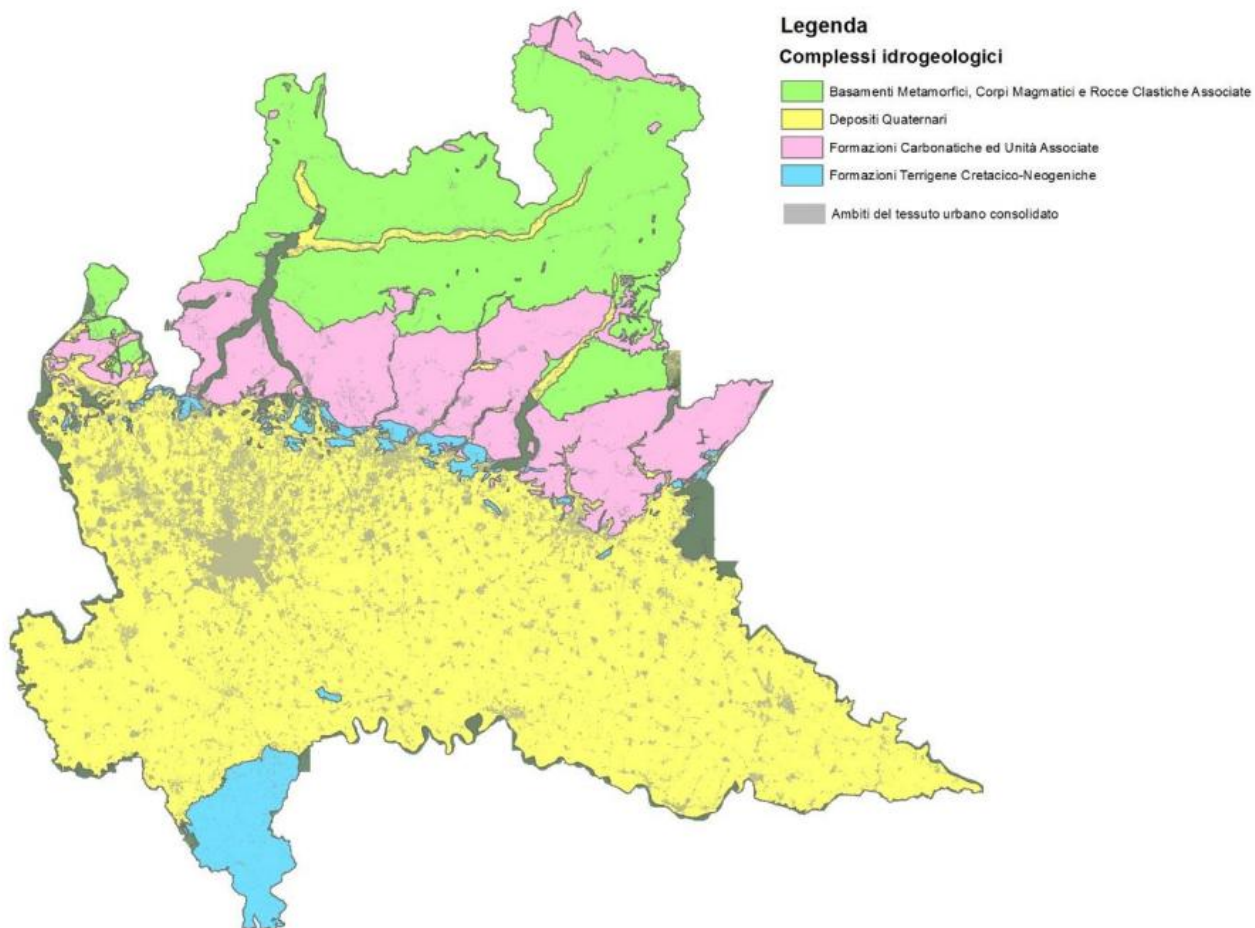 Legenda
Complessi idrogeologici
Basamenti Metamorfici, Corpi Magmatici e Rocce Clastiche Associate
Depositi Quaternari
Formazioni Carbonatiche ed Unità Associate
Formazioni Terrigene Cretacico-Neogeniche
Ambiti del tessuto urbano consolidato